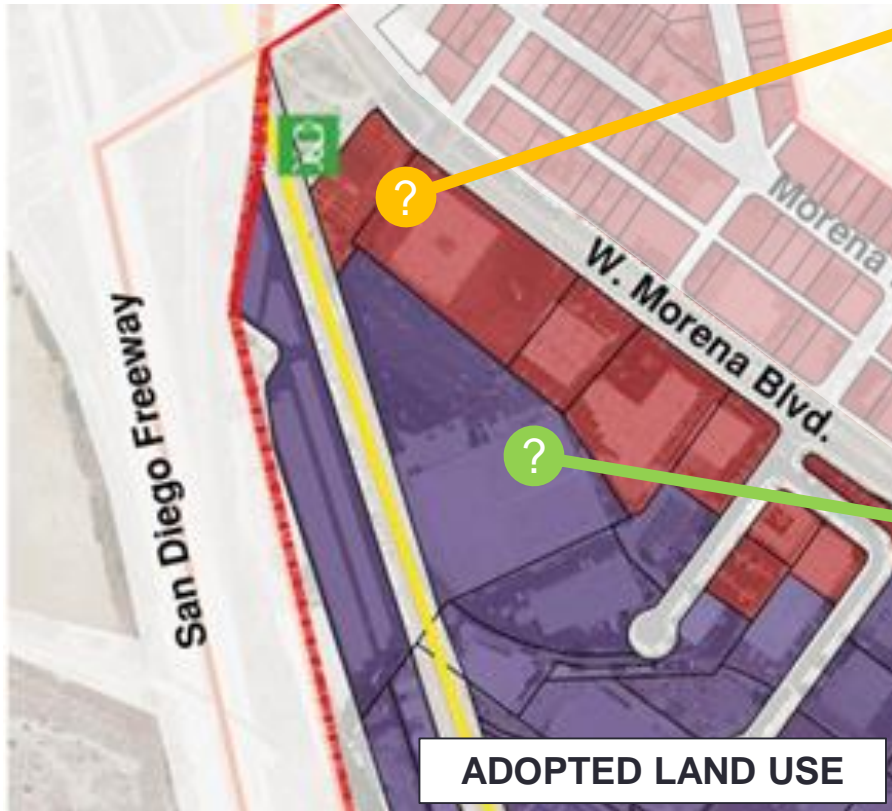 ?
Morena
W. Morena Blvd.
San Diego Freeway
?
ADOPTED LAND USE